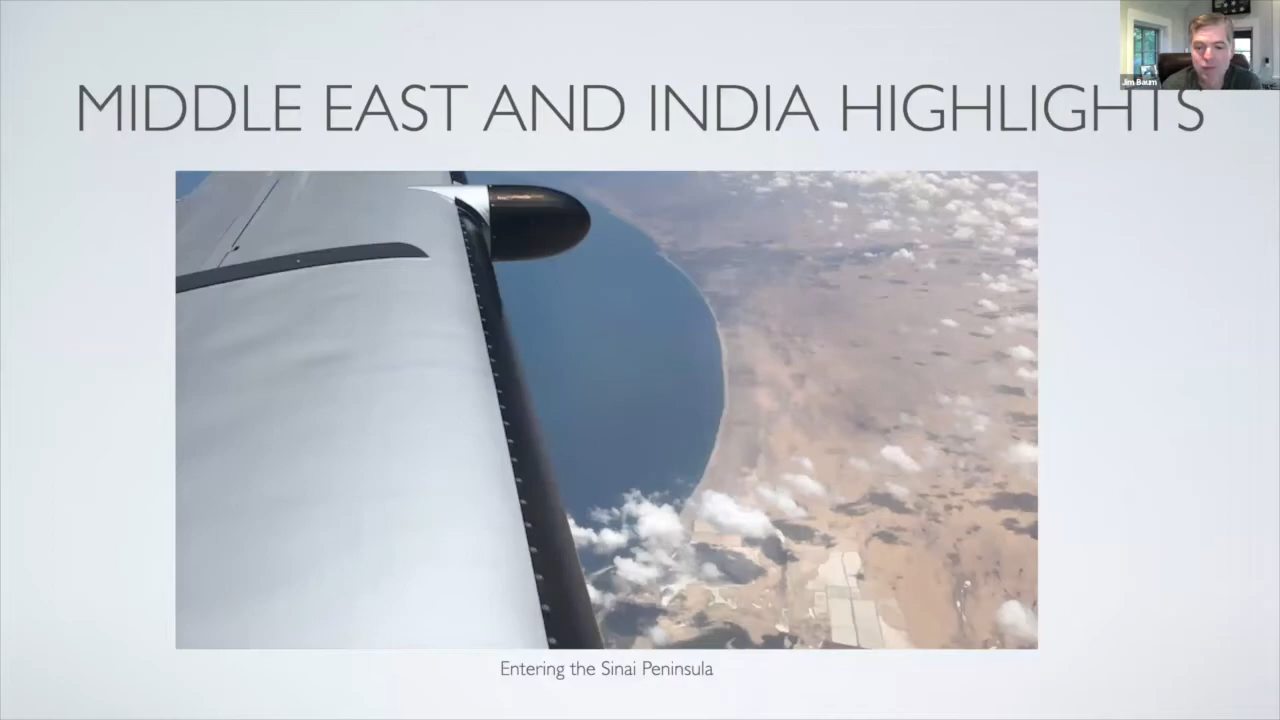 MIDDLE EAST AND INDIA HIGHLIGHTS
Jim Baum
Entering the Sinai Peninsula